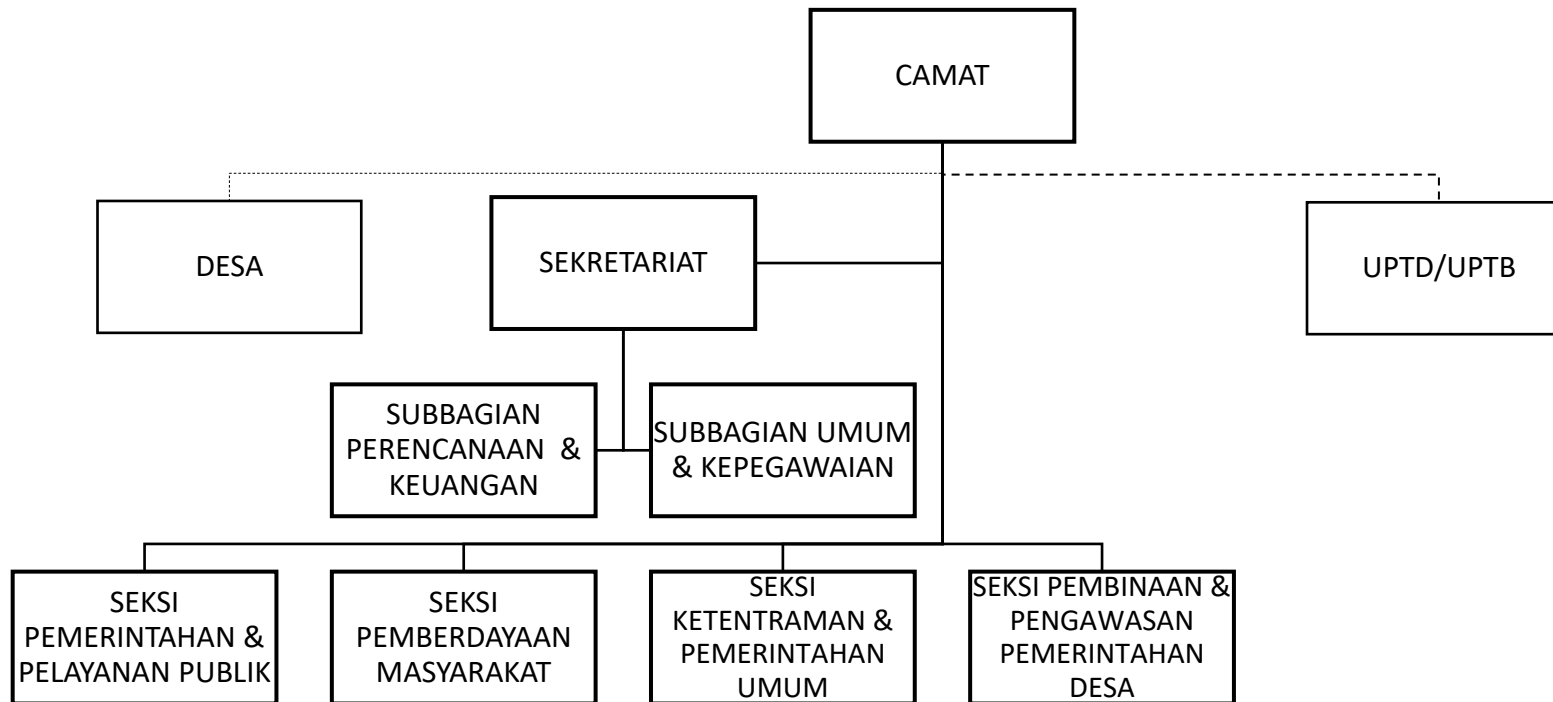 CAMAT
DESA
SEKRETARIAT
UPTD/UPTB
SUBBAGIAN
PERENCANAAN &
KEUANGAN
SUBBAGIAN UMUM
& KEPEGAWAIAN
SEKSI
PEMERINTAHAN &
PELAYANAN PUBLIK
SEKSI
PEMBERDAYAAN
MASYARAKAT
SEKSI
KETENTRAMAN &
PEMERINTAHAN
UMUM
SEKSI PEMBINAAN &
PENGAWASAN
PEMERINTAHAN
DESA